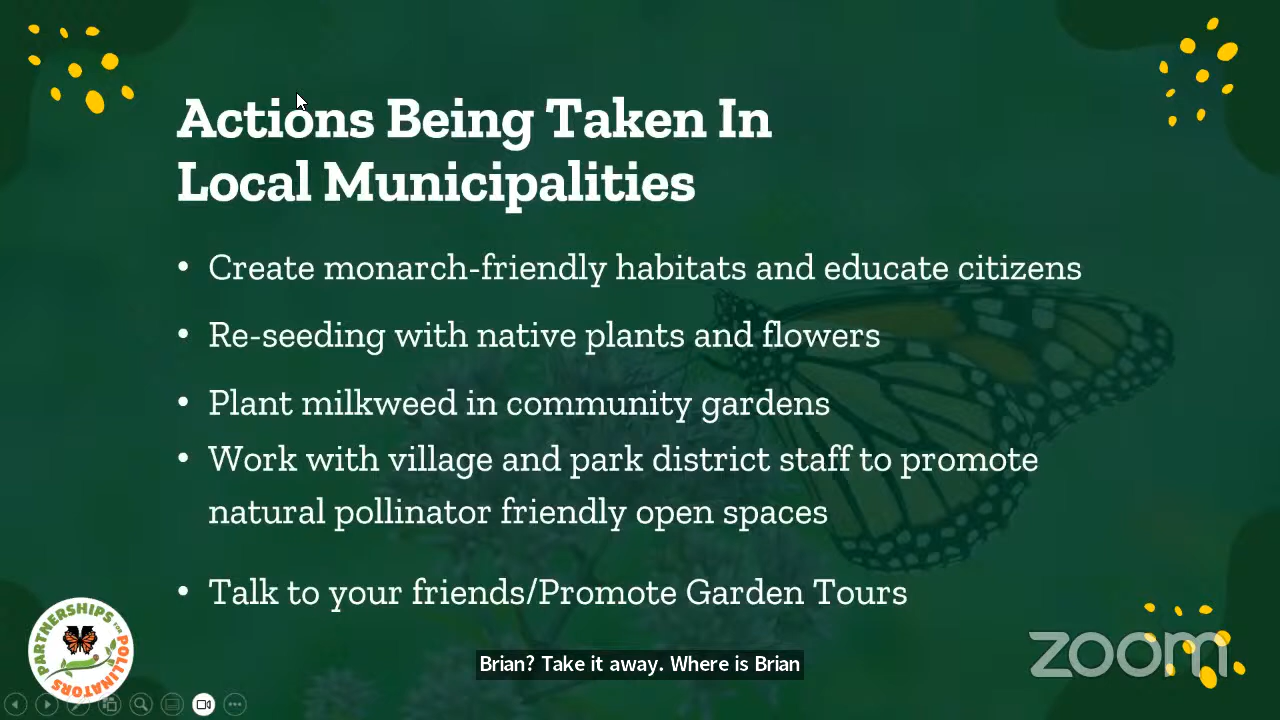 Actions Being Taken In
Local Municipalities
• Create monarch-friendly habitats and educate citizens
• Re-seeding with native plants and flowers
• Plant milkweed in community gardens
• Work with village and park district staff to promote
natural pollinator friendly open spaces
• Talk to your friends/Promote Garden Tours
PARTNERSHIPS FOR POLLINATORS
zoom
Brian? Take it away. Where is Brian